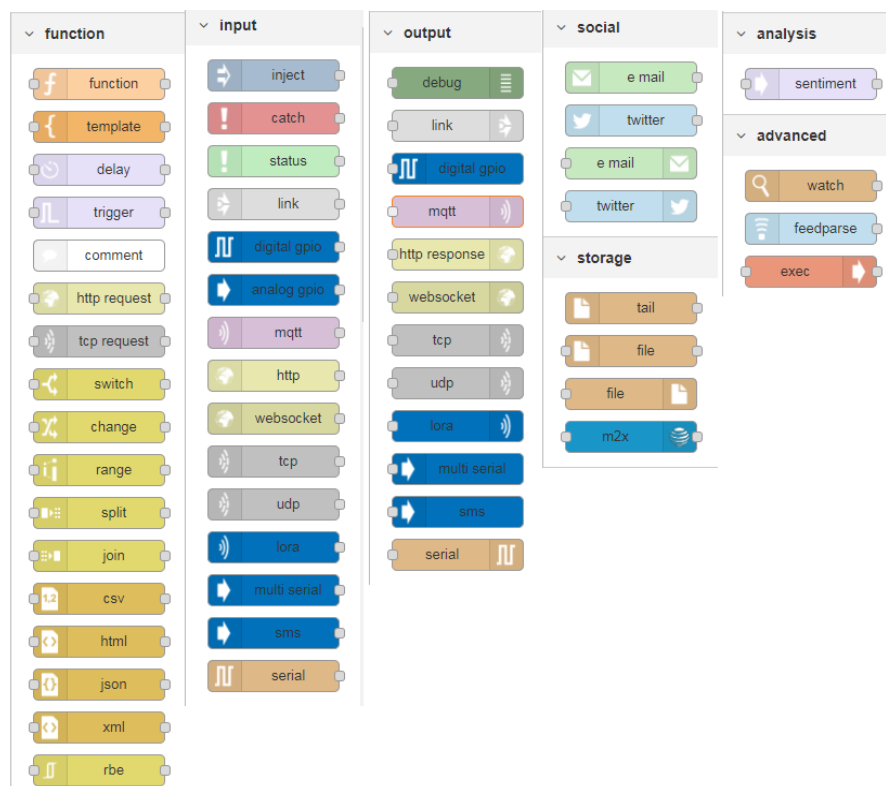 function
function
template
delay
trigger
comment
http request
tcp request
switch
change
range
split
join
1,2 csv
html
json
xml
rbe
input
inject
catch
status
link
digital gpio
analog gpio
mqtt
http
websocket
tcp
udp
lora
multi serial
sms
serial
output
debug
link
digital gpio
mqtt
http response
websocket
tcp
udp
lora
multi serial
sms
serial
social
e mail
twitter
e mail
twitter
storage
tail
file
file
m2x
analysis
sentiment
advanced
watch
feedparse
exec